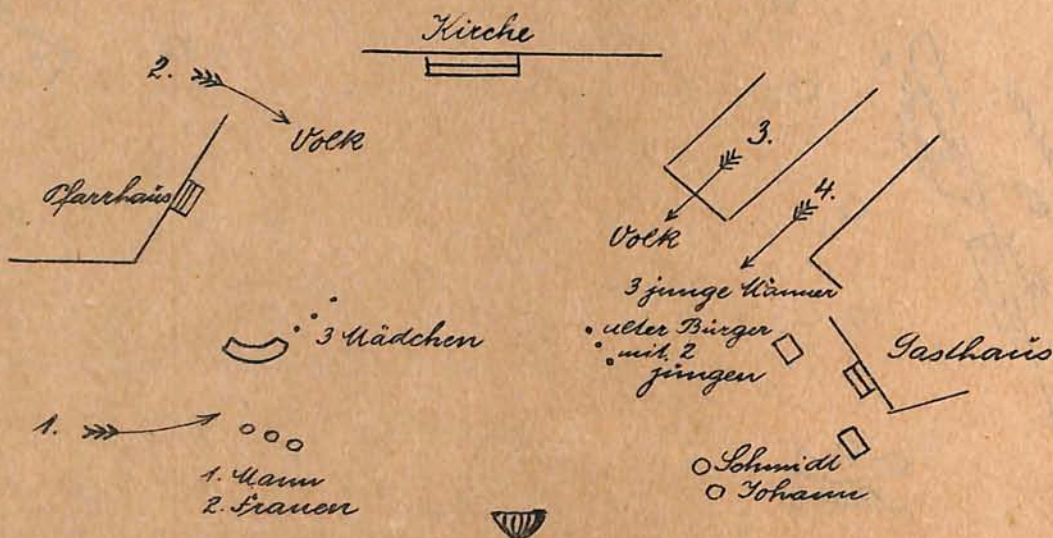 Kirche
2.
Volk
Pfarrhaus
3.
Volk
4.
3 junge Männer
alter Bürger
mit 2
jungen
Gasthaus
3 Mädchen
1.
1. Mann
2. Frauen
Schmidt
Johann